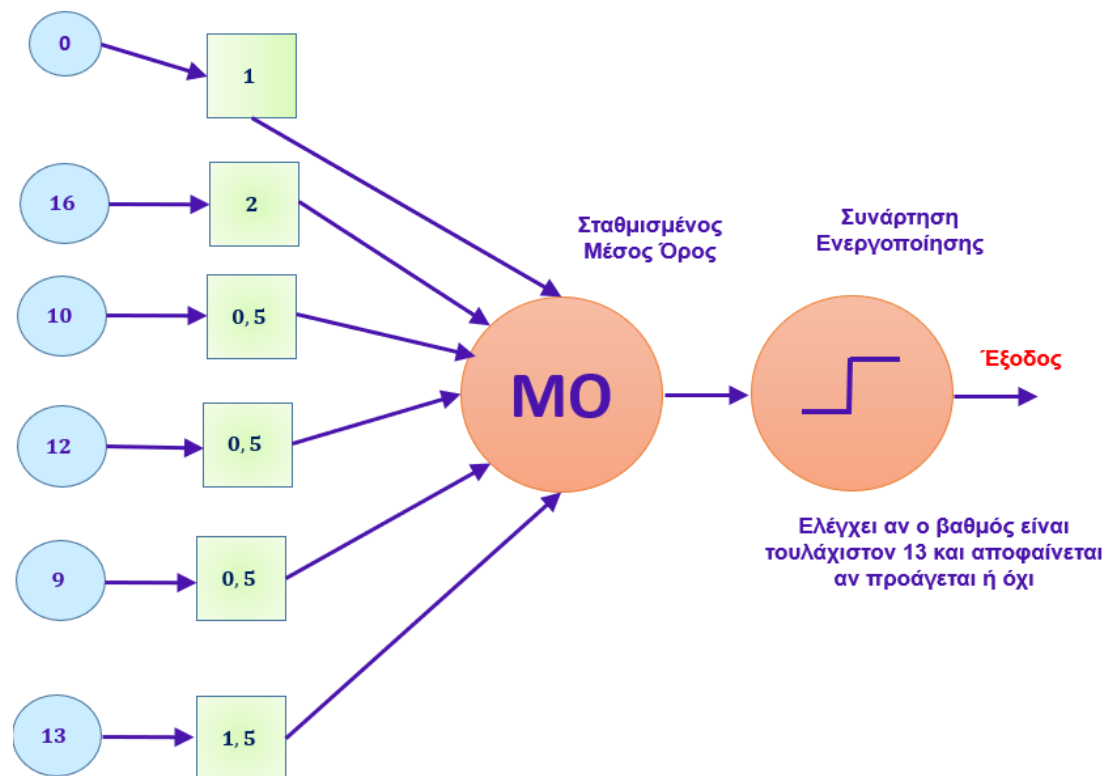 0
1
16
2
10
0, 5
12
0, 5
9
0, 5
13
1, 5
Σταθμισμένος
Μέσος Όρος
ΜΟ
Συνάρτηση
Ενεργοποίησης
Έξοδος
Ελέγχει αν ο βαθμός είναι
τουλάχιστον 13 και αποφαίνεται
αν προάγεται ή όχι